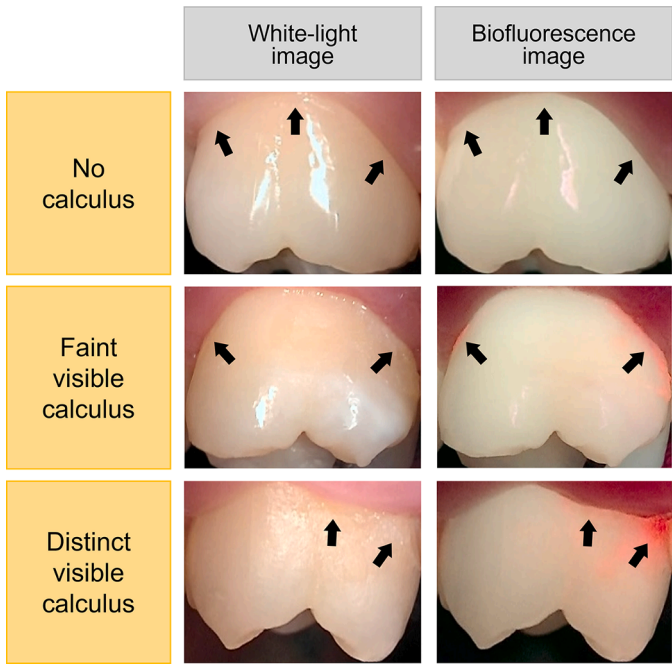 White-light
image
Biofluorescence
image
No
calculus
Faint
visible
calculus
Distinct
visible
calculus